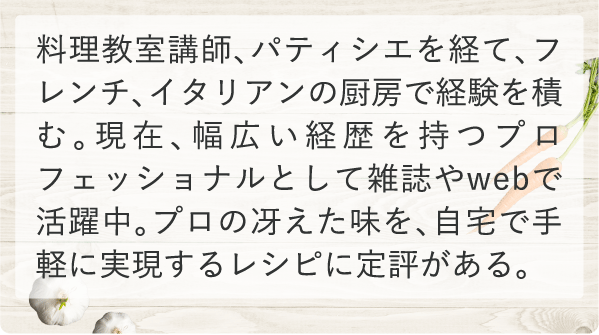 料理教室講師、パティシエを経て、フ
レンチ、イタリアンの厨房で経験を積
む。現在、幅広い経歴を持つプロ
フェッショナルとして雑誌やwebで
活躍中。プロの冴えた味を、自宅で手
軽に実現するレシピに定評がある。